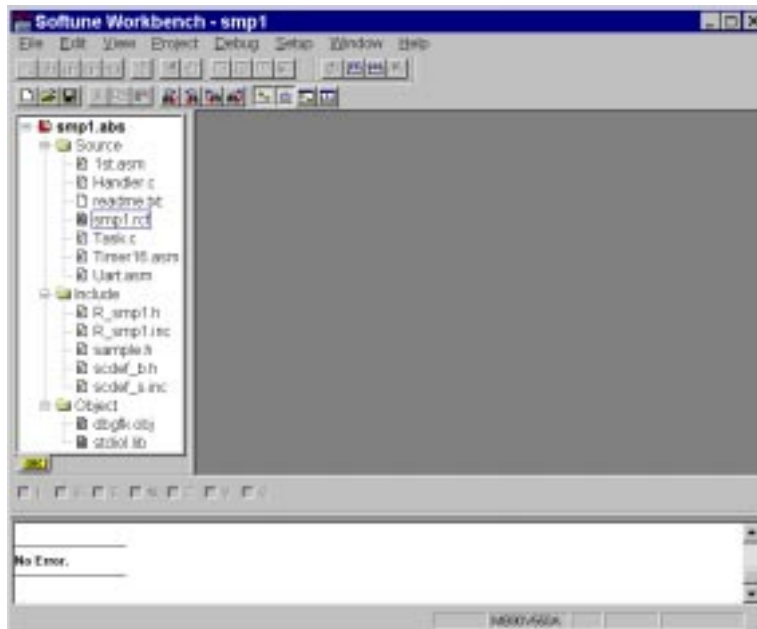 Softune Workbench - smp1
File Edit View Project Debug Setup Window Help
smp1.abs
Source
1st.asm
Handler.c
readme.txt
smp1.rcf
Task.c
Timer16.asm
Uart.asm
Include
R_smp1.h
R_smp1.inc
sample.h
scdef_b.h
scdef_s.inc
Object
dbgfk.obj
stdiol.lib
No Error.